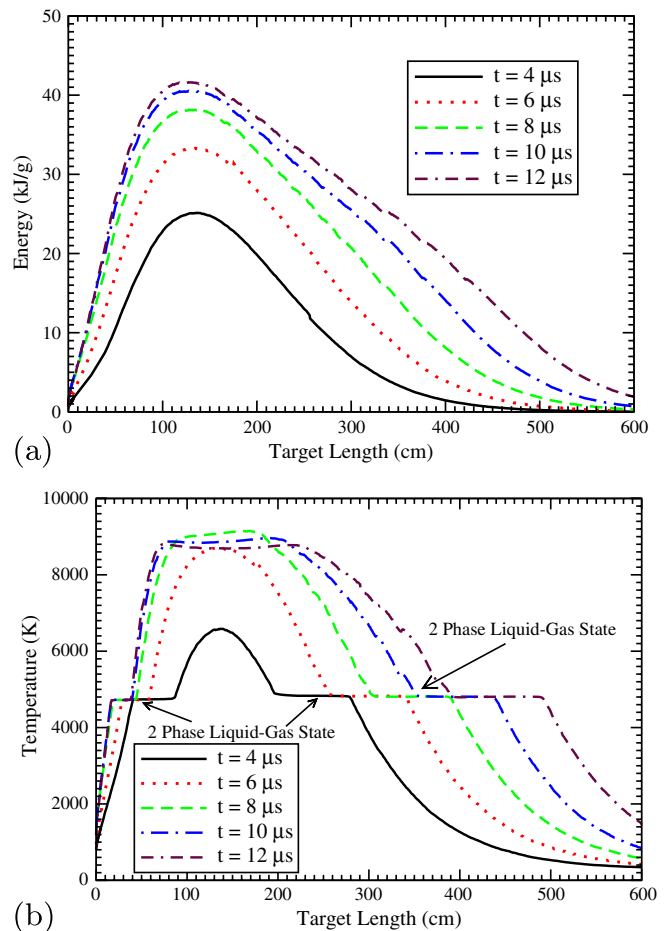 50
40
30
20
10
0
Energy (kJ/g)
t = 4 μs
t = 6 μs
t = 8 μs
t = 10 μs
t = 12 μs
0 100 200 300 400 500 600
Target Length (cm)
(a)
10000
8000
6000
4000
2000
0
Temperature (K)
2 Phase Liquid-Gas State
2 Phase Liquid-Gas State
t = 4 μs
t = 6 μs
t = 8 μs
t = 10 μs
t = 12 μs
0 100 200 300 400 500 600
Target Length (cm)
(b)